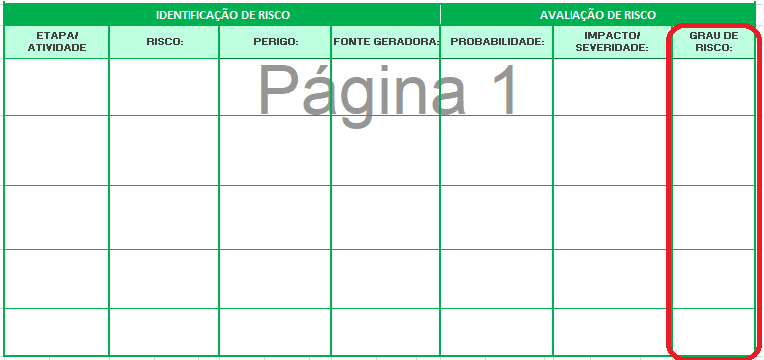 IDENTIFICAÇÃO DE RISCO
AVALIAÇÃO DE RISCO
ETAPA/
ATIVIDADE
RISCO:
PERIGO:
FONTE GERADORA:
PROBABILIDADE:
IMPACTO/
SEVERIDADE:
GRAU DE
RISCO:
Página 1